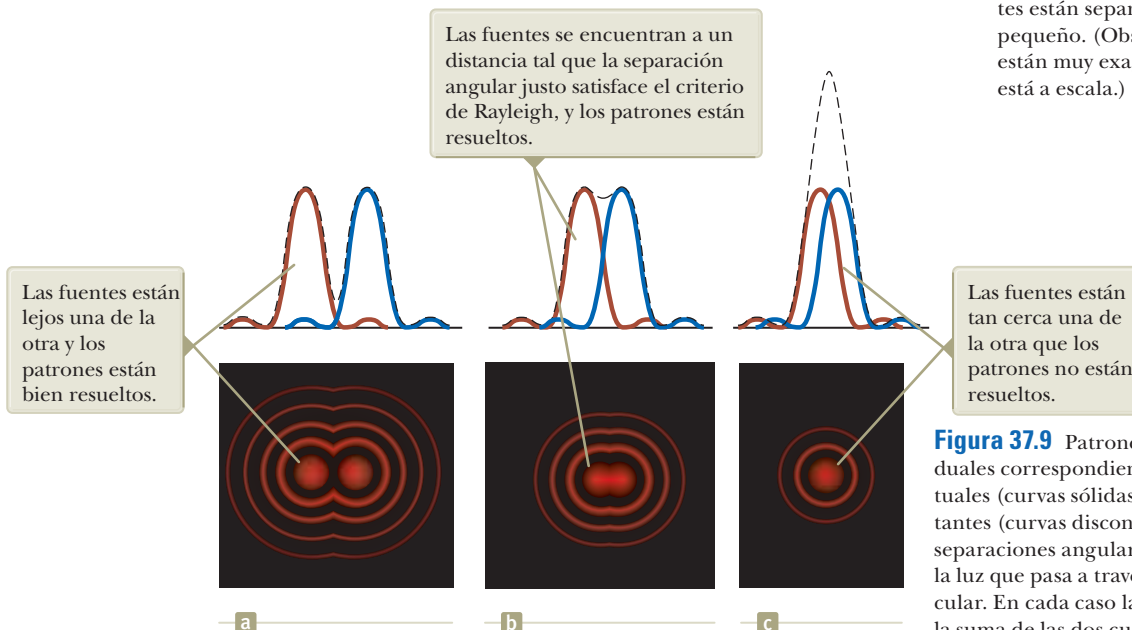 tes están separ
pequeño. (Obs
están muy exa
está a escala.)
Las fuentes se encuentran a un
distancia tal que la separación
angular justo satisface el criterio
de Rayleigh, y los patrones están
resueltos.
Las fuentes están
lejos una de la
otra y los
patrones están
bien resueltos.
Las fuentes están
tan cerca una de
la otra que los
patrones no están
resueltos.
a
b
c
Figura 37.9 Patrone
duales correspondien
tuales (curvas sólidas
tantes (curvas discon
separaciones angular
la luz que pasa a travé
cular. En cada caso la
la suma de las dos cu